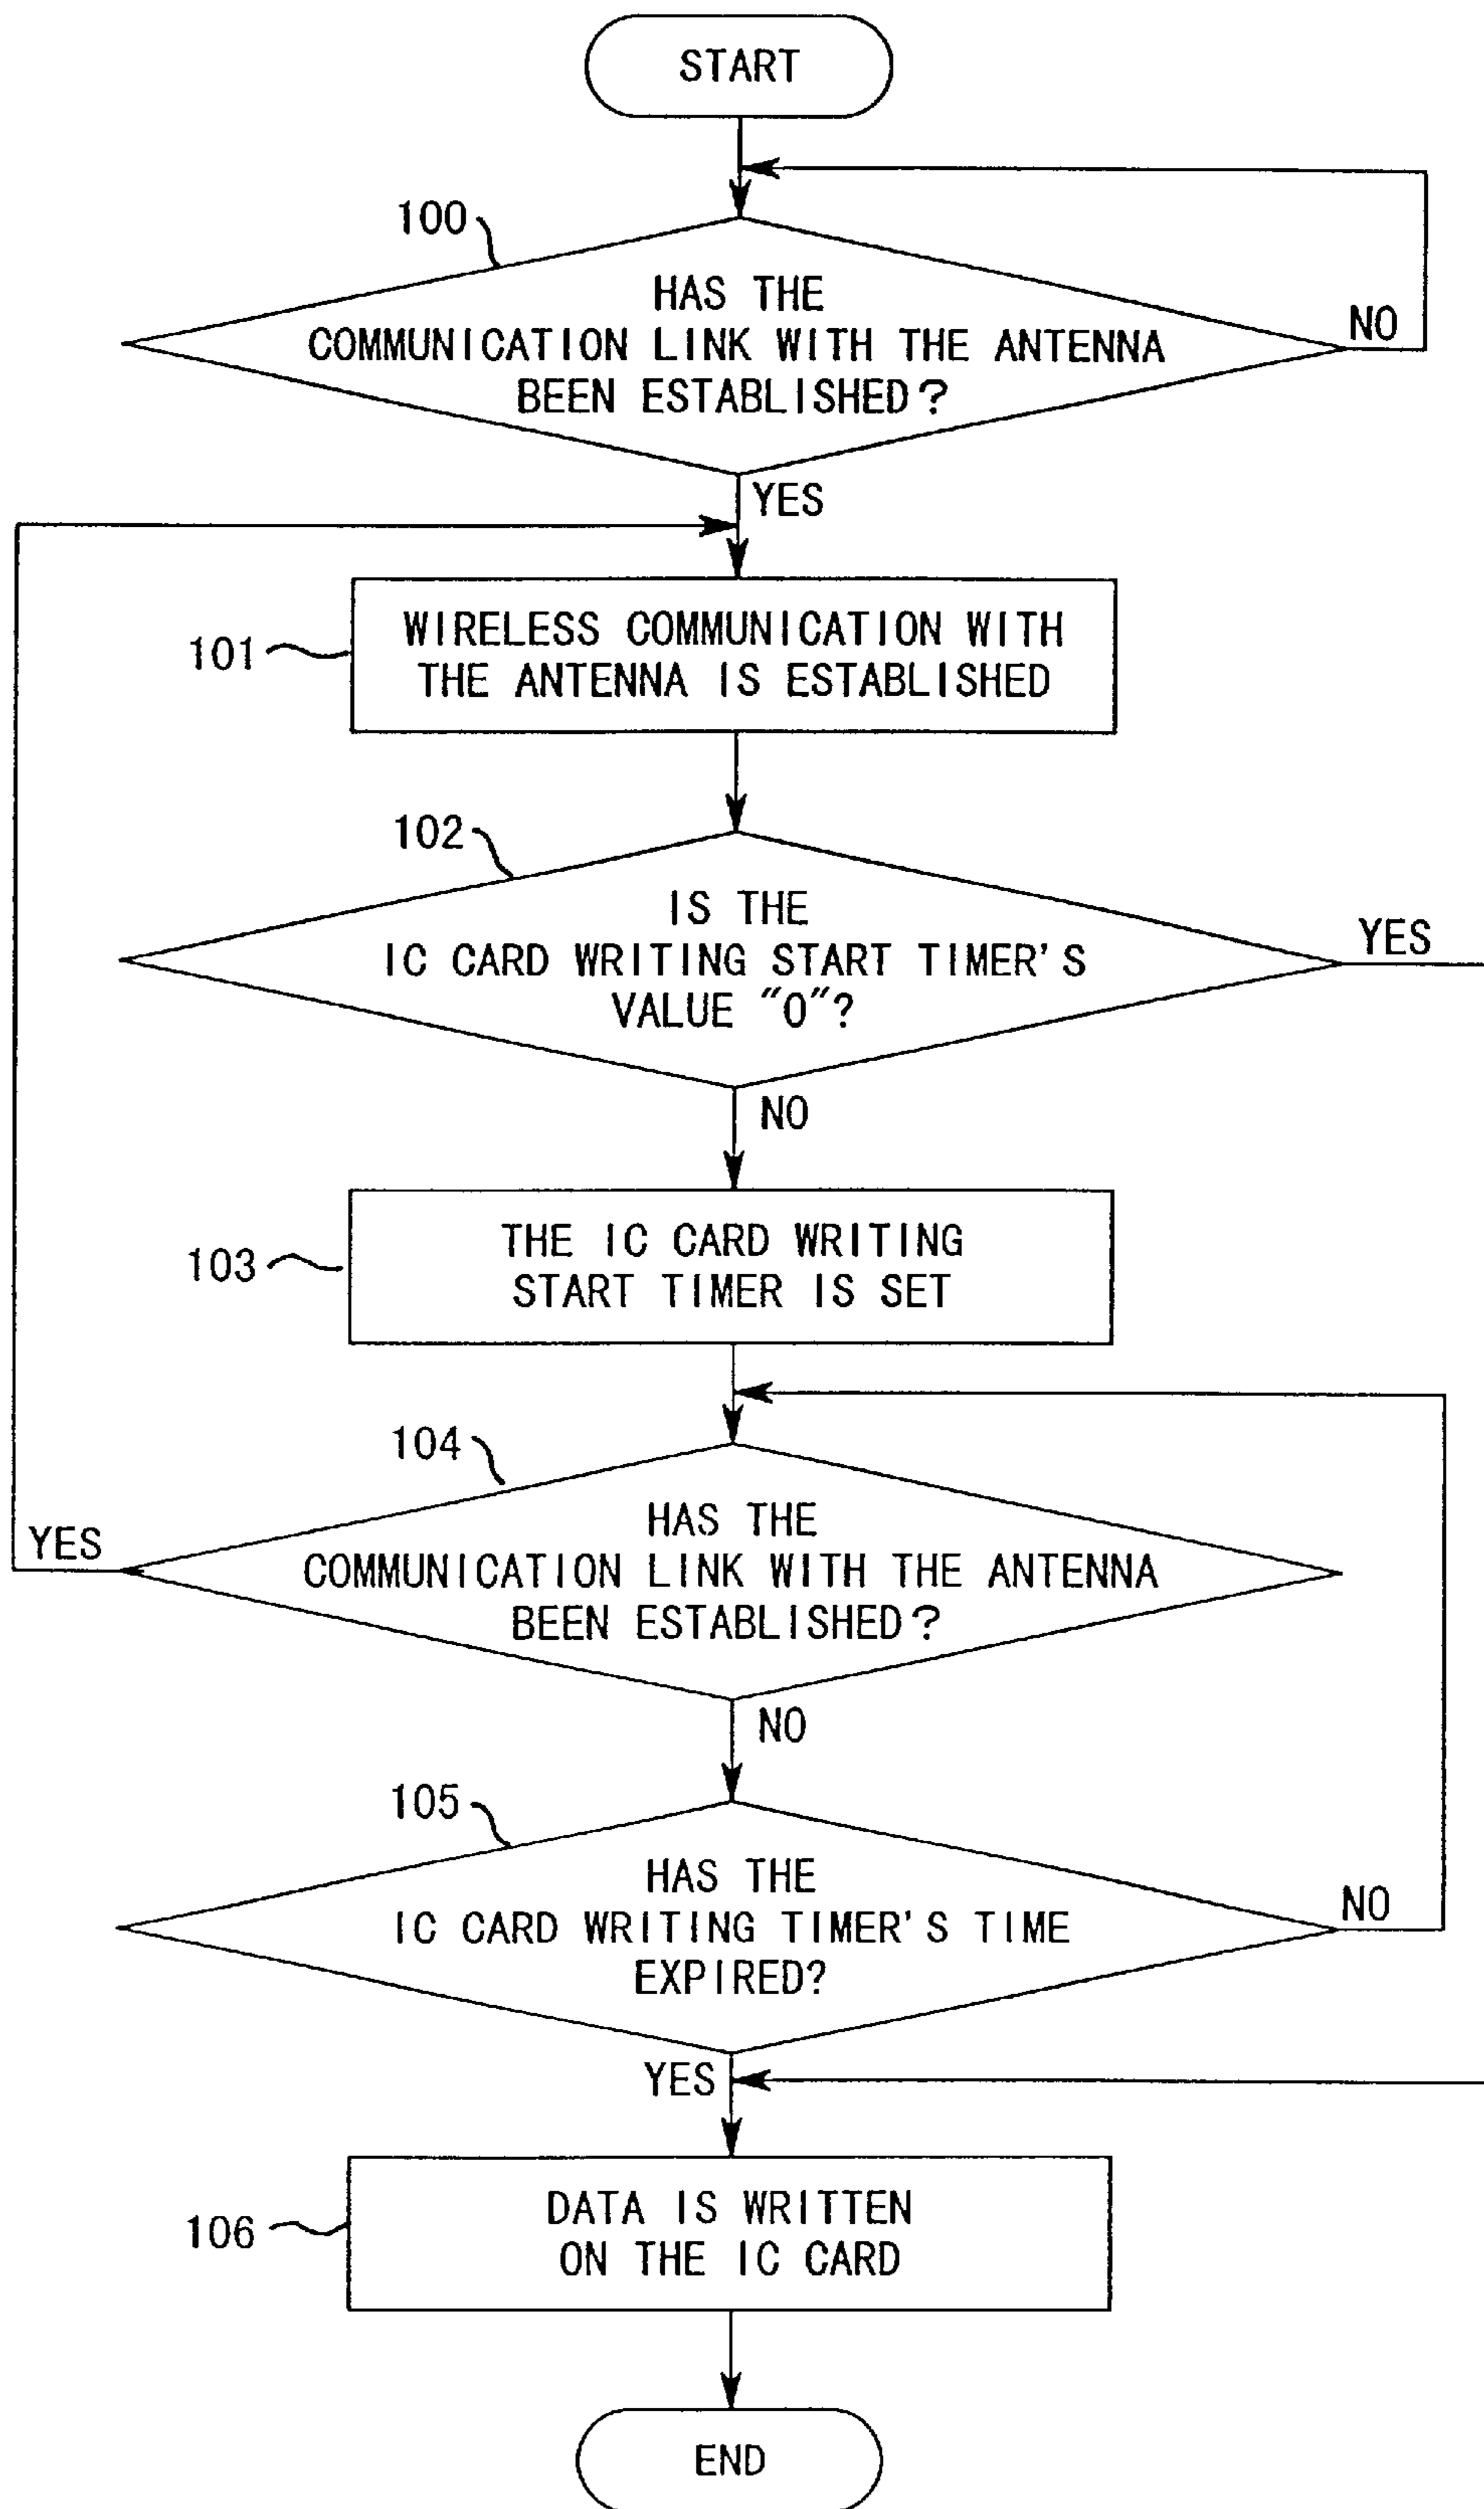 START
100
HAS THE
COMMUNICATION LINK WITH THE ANTENNA
BEEN ESTABLISHED?
NO
YES
101
WIRELESS COMMUNICATION WITH
THE ANTENNA IS ESTABLISHED
102
IS THE
IC CARD WRITING START TIMER'S
VALUE "0"?
YES
NO
103
THE IC CARD WRITING
START TIMER IS SET
104
HAS THE
COMMUNICATION LINK WITH THE ANTENNA
BEEN ESTABLISHED?
YES
NO
105
HAS THE
IC CARD WRITING TIMER'S TIME
EXPIRED?
NO
YES
106
DATA IS WRITTEN
ON THE IC CARD
END